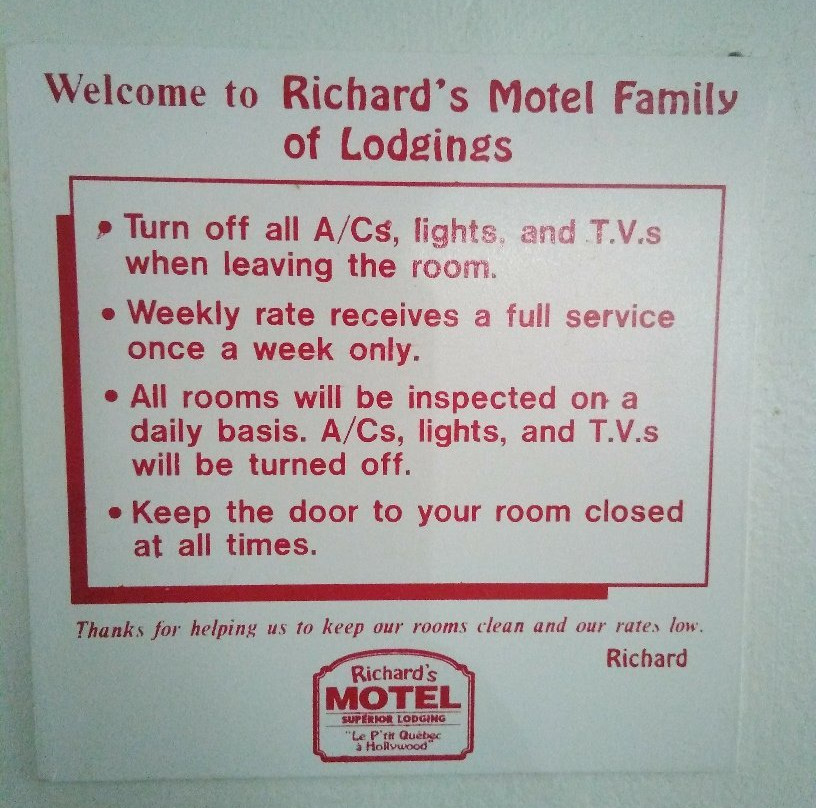 Welcome to Richard's Motel Family
of Lodgings
• Turn off all A/Cs, lights, and T.V.s
when leaving the room.
• Weekly rate receives a full service
once a week only.
• All rooms will be inspected on a
daily basis. A/Cs, lights, and T.V.s
will be turned off.
• Keep the door to your room closed
at all times.
Thanks for helping us to keep our rooms clean and our rates low.
Richard
Richard's
MOTEL
SUPÉRIOR LODGING
"Le P'tit Québec
à Hollywood"